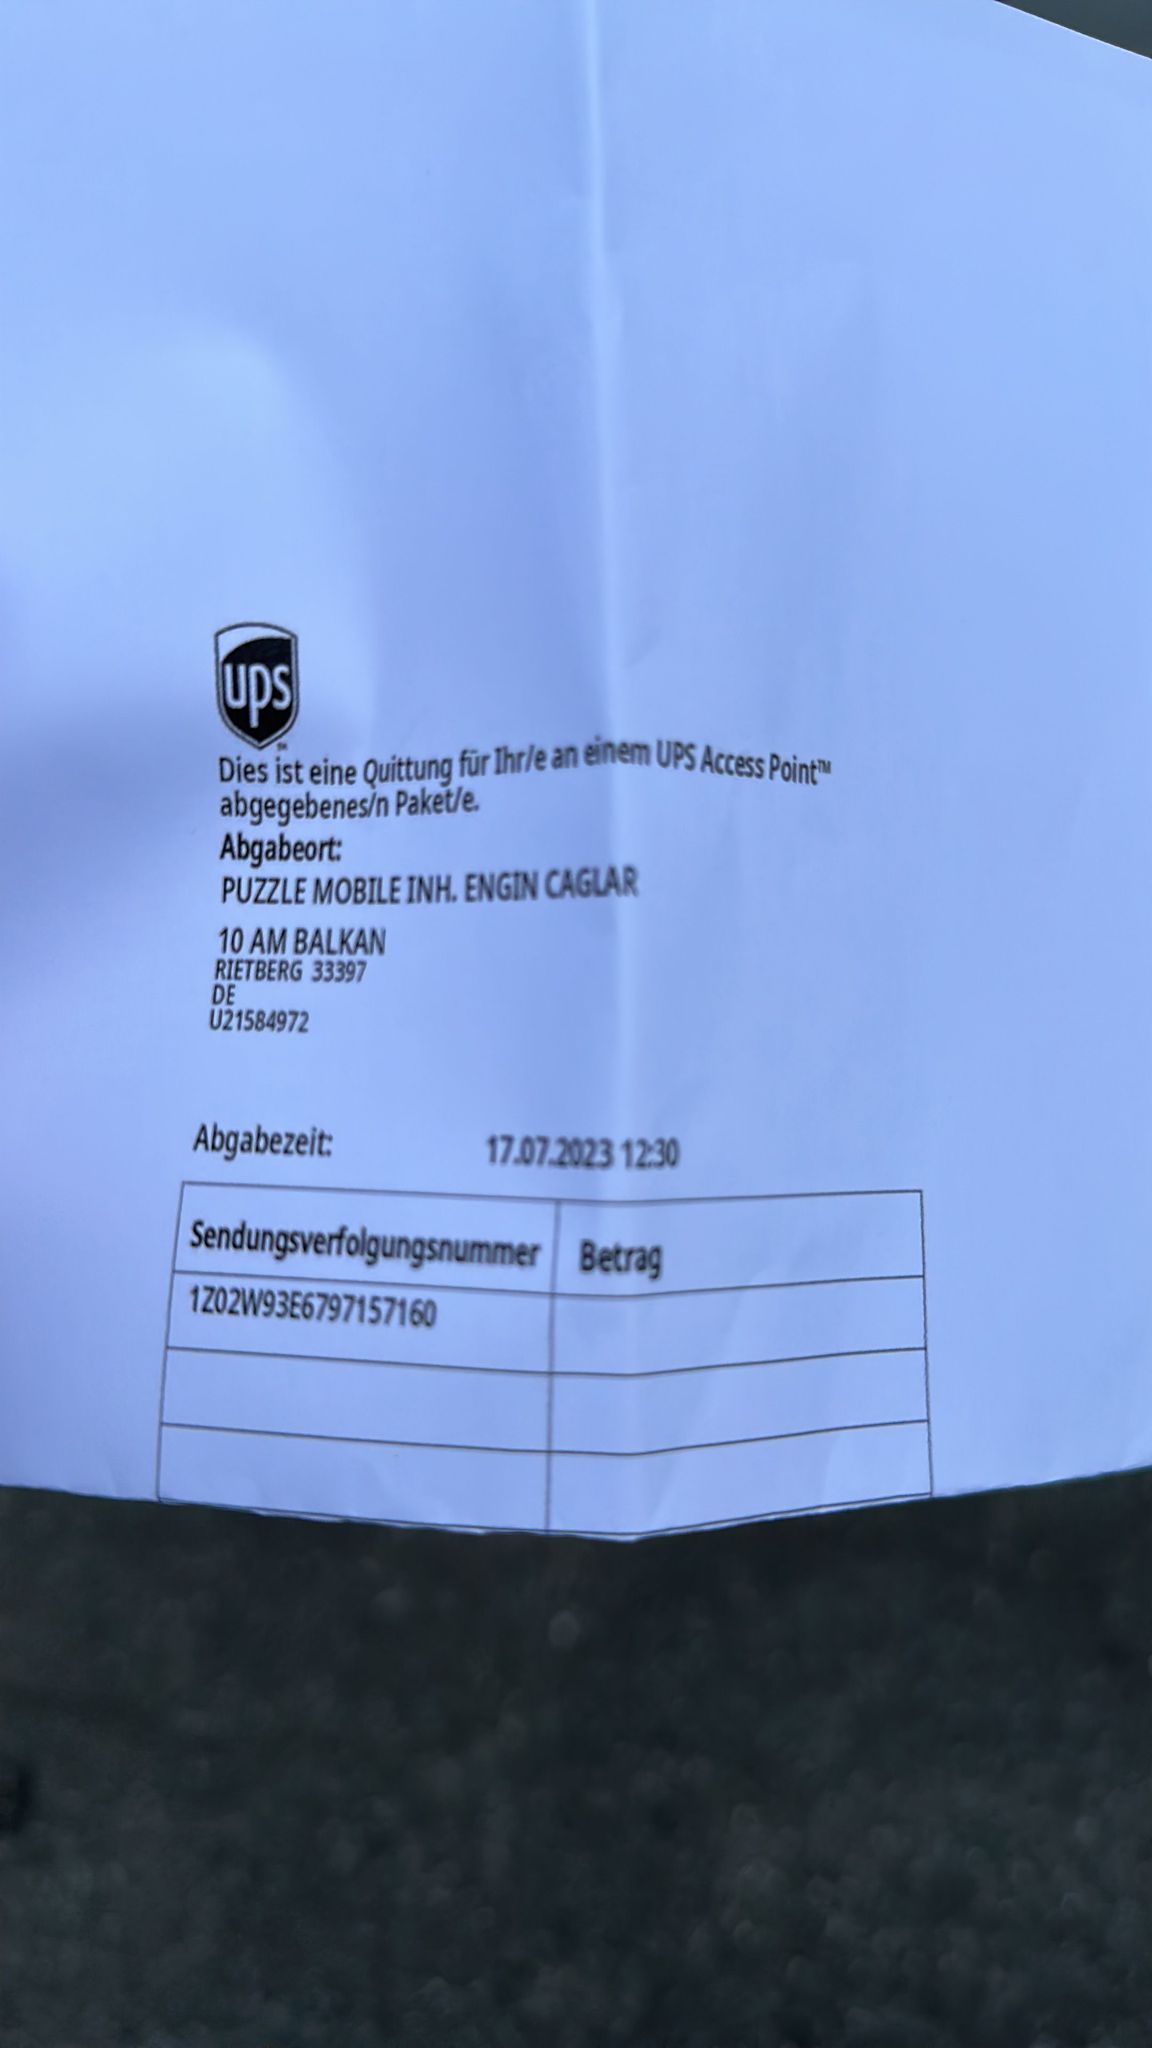 ups
Dies ist eine Quittung für Ihr/e an einem UPS Access Point™
abgegebenes/n Paket/e.
Abgabeort:
PUZZLE MOBILE INH. ENGIN CAGLAR
10 AM BALKAN
RIETBERG 33397
DE
U21584972
Abgabezeit: 17.07.2023 12:30
Sendungsverfolgungsnummer Betrag
1Z02W93E6797157160